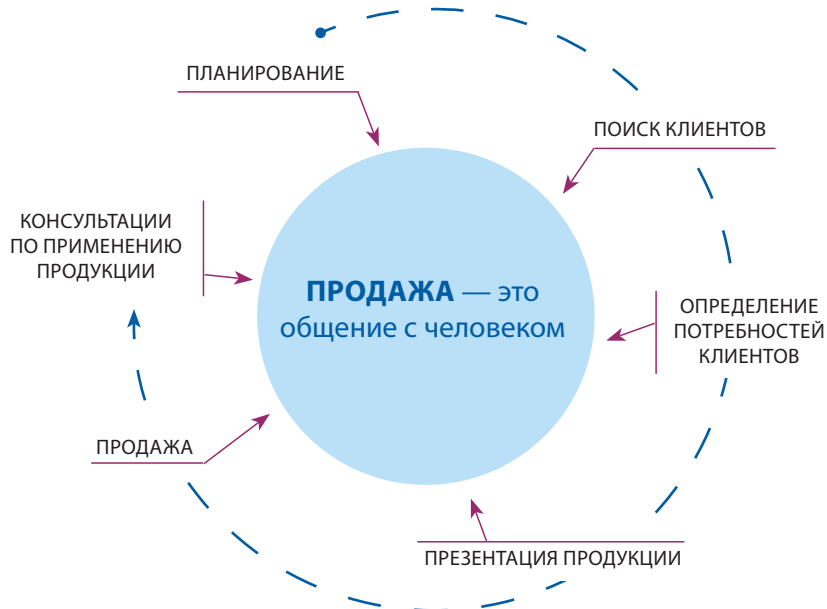 ПЛАНИРОВАНИЕ
ПОИСК КЛИЕНТОВ
КОНСУЛЬТАЦИИ
ПО ПРИМЕНЕНИЮ
ПРОДУКЦИИ
ПРОДАЖА — это
общение с человеком
ОПРЕДЕЛЕНИЕ
ПОТРЕБНОСТЕЙ
КЛИЕНТОВ
ПРОДАЖА
ПРЕЗЕНТАЦИЯ ПРОДУКЦИИ